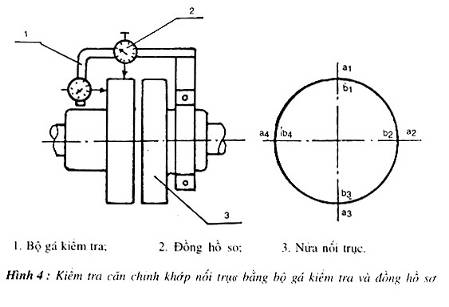 1
2
3
a1
b1
a4
b4
b2
a2
b3
a3
1. Bộ gá kiểm tra; 2. Đồng hồ so; 3. Nửa nối trục.
Hình 4 : Kiểm tra cân chỉnh khớp nối trục bằng bộ gá kiểm tra và đồng hồ so